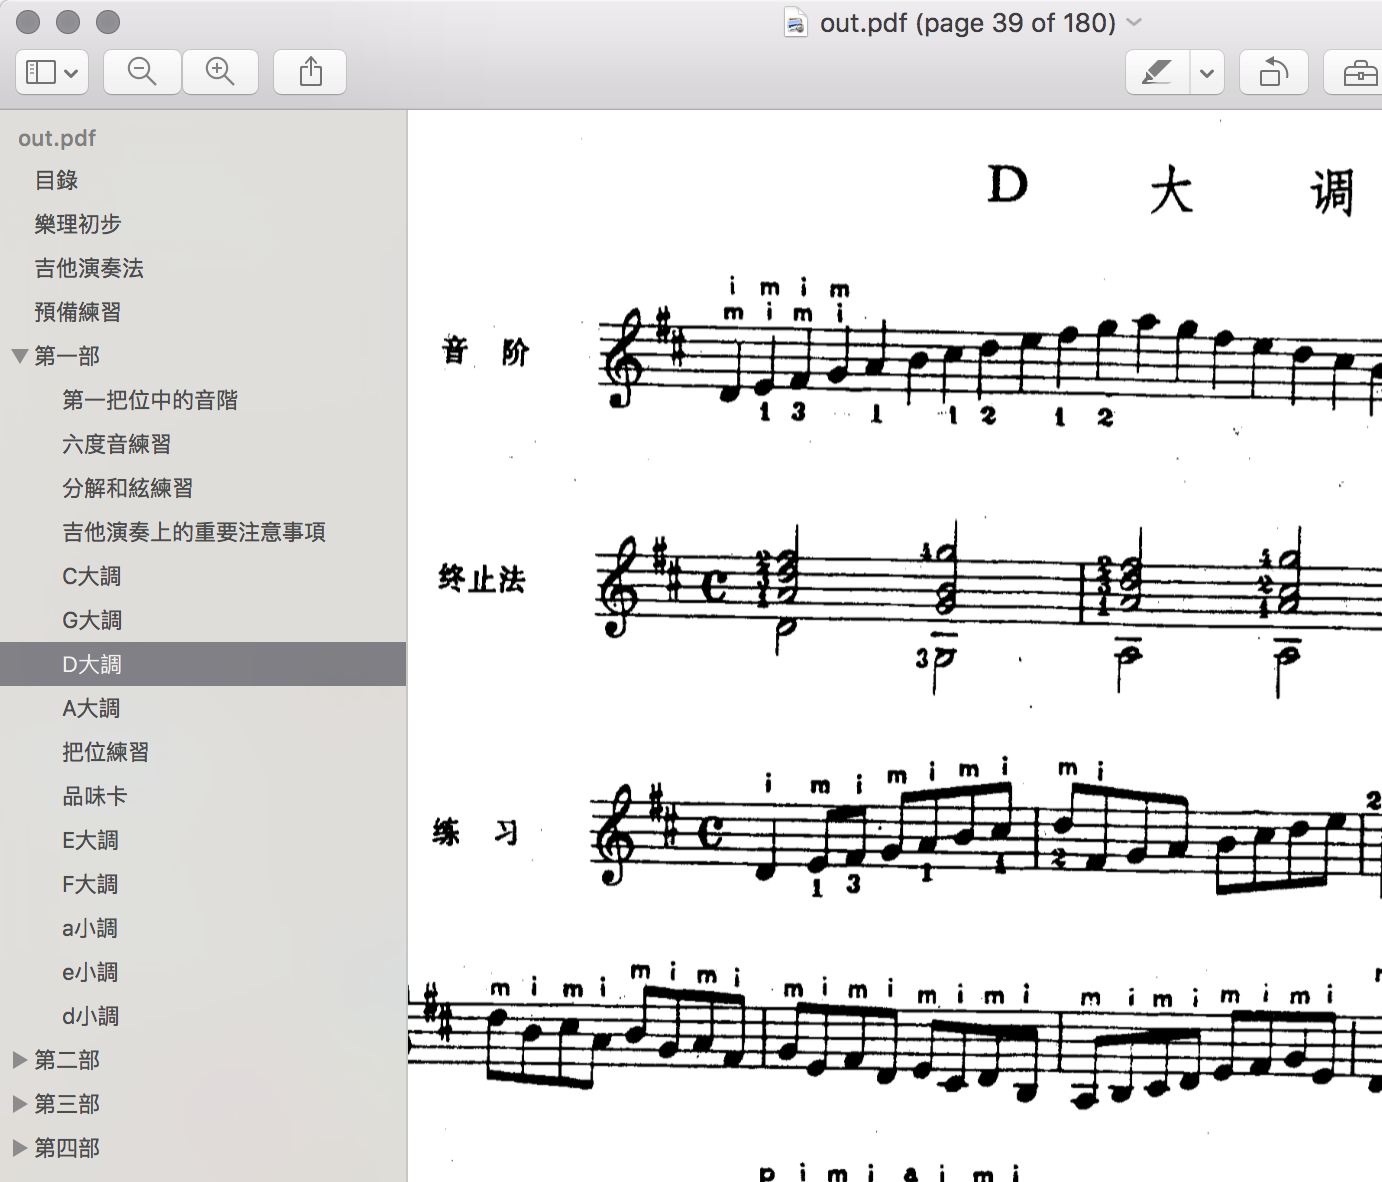 out.pdf (page 39 of 180)
out.pdf
目錄
樂理初步
吉他演奏法
預備練習
第一部
第一把位中的音階
六度音練習
分解和絃練習
吉他演奏上的重要注意事項
C大調
G大調
D大調
A大調
把位練習
品味卡
E大調
F大調
a小調
e小調
d小調
第二部
第三部
第四部
D 大 调
i m i m
m i m i
音 阶
1 3 1 1 2 1 2
终止法
3
i m i m i m i m i
练 习
2
2
1 3 1 4
m i m i m i m i m i m i m i m i m i m i m i m i
p i m i a i m i